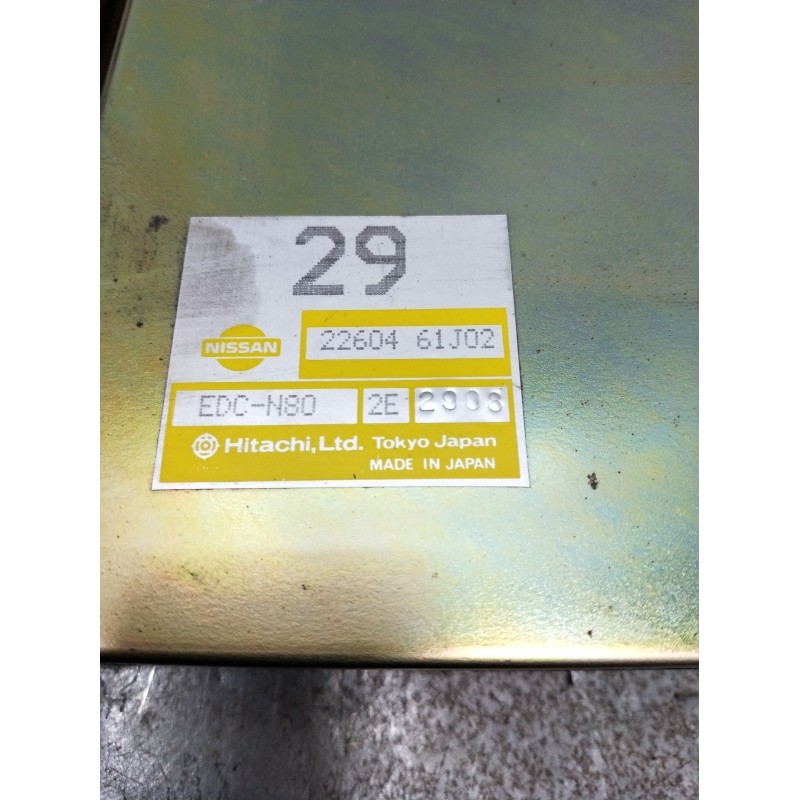 29
NISSAN 22604 61J02
EDC-N80 2E 2908
Hitachi, Ltd. Tokyo Japan
MADE IN JAPAN